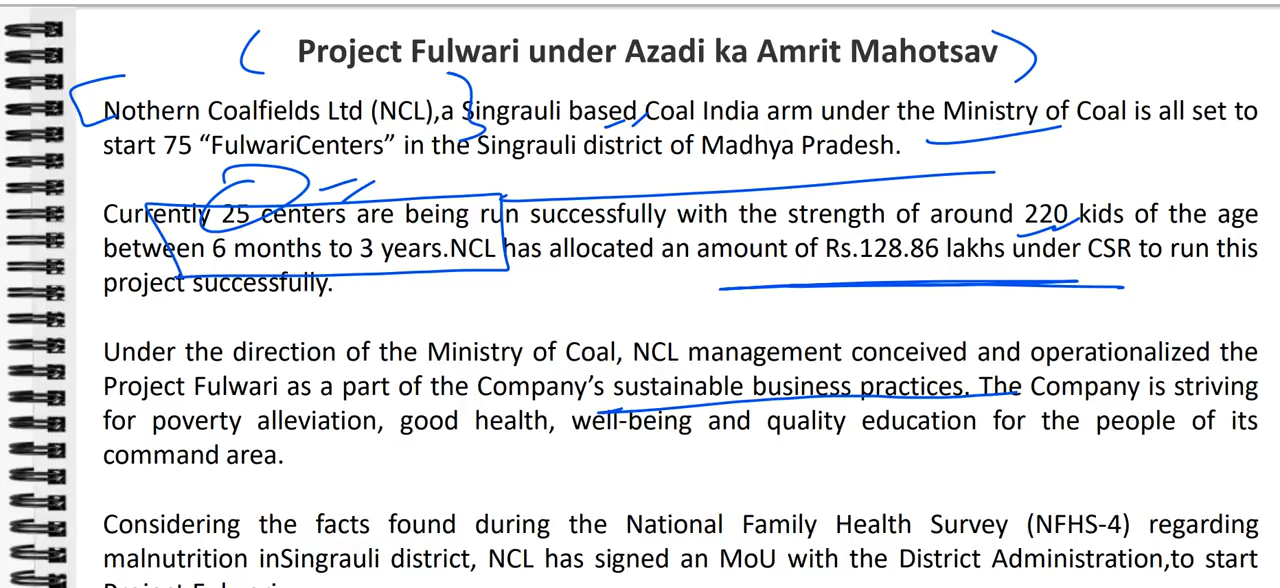 Project Fulwari under Azadi ka Amrit Mahotsav
Nothern Coalfields Ltd (NCL),a Singrauli based Coal India arm under the Ministry of Coal is all set to
start 75 “FulwariCenters” in the Singrauli district of Madhya Pradesh.
Currently 25 centers are being run successfully with the strength of around 220 kids of the age
between 6 months to 3 years.NCL has allocated an amount of Rs.128.86 lakhs under CSR to run this
project successfully.
Under the direction of the Ministry of Coal, NCL management conceived and operationalized the
Project Fulwari as a part of the Company’s sustainable business practices. The Company is striving
for poverty alleviation, good health, well-being and quality education for the people of its
command area.
Considering the facts found during the National Family Health Survey (NFHS-4) regarding
malnutrition inSingrauli district, NCL has signed an MoU with the District Administration,to start
Project Fulwari